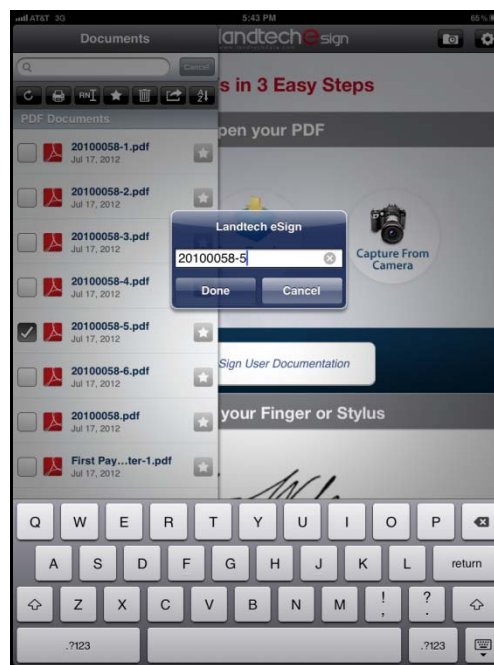 AT&T 3G 5:43 PM 65%
Documents
landtech eSign
Cancel
RNI
PDF Documents
s in 3 Easy Steps
pen your PDF
20100058-1.pdf
Jul 17, 2012
20100058-2.pdf
Jul 17, 2012
20100058-3.pdf
Jul 17, 2012
20100058-4.pdf
Jul 17, 2012
20100058-5.pdf
Jul 17, 2012
20100058-6.pdf
Jul 17, 2012
20100058.pdf
Jul 17, 2012
First Pay...ter-1.pdf
Jul 17, 2012
Landtech eSign
20100058-5
Done Cancel
Capture From
Camera
Sign User Documentation
your Finger or Stylus
Q W E R T Y U I O P
A S D F G H J K L return
Z X C V B N M ! , ? .
.?123 .?123